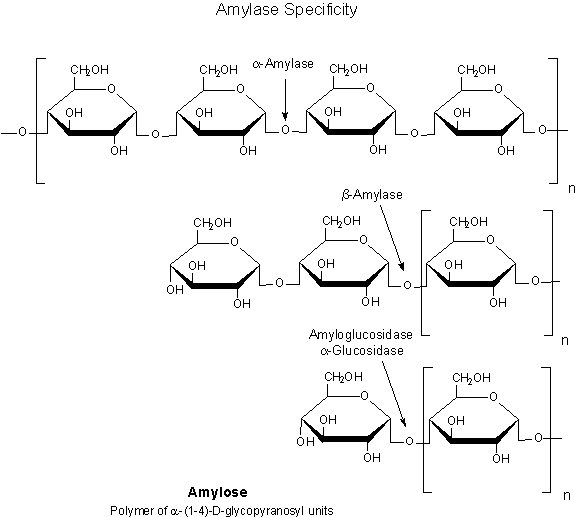 Amylase Specificity
α-Amylase
CH₂OH CH₂OH CH₂OH CH₂OH
O O O O
OH OH OH OH
O O O O O
OH OH OH OH
n
β-Amylase
CH₂OH CH₂OH CH₂OH
O O O
OH OH OH
OH O O O
OH OH OH
n
Amyloglucosidase
α-Glucosidase
CH₂OH CH₂OH
O O
OH OH
OH O O
OH OH
n
Amylose
Polymer of α-(1-4)-D-glycopyranosyl units